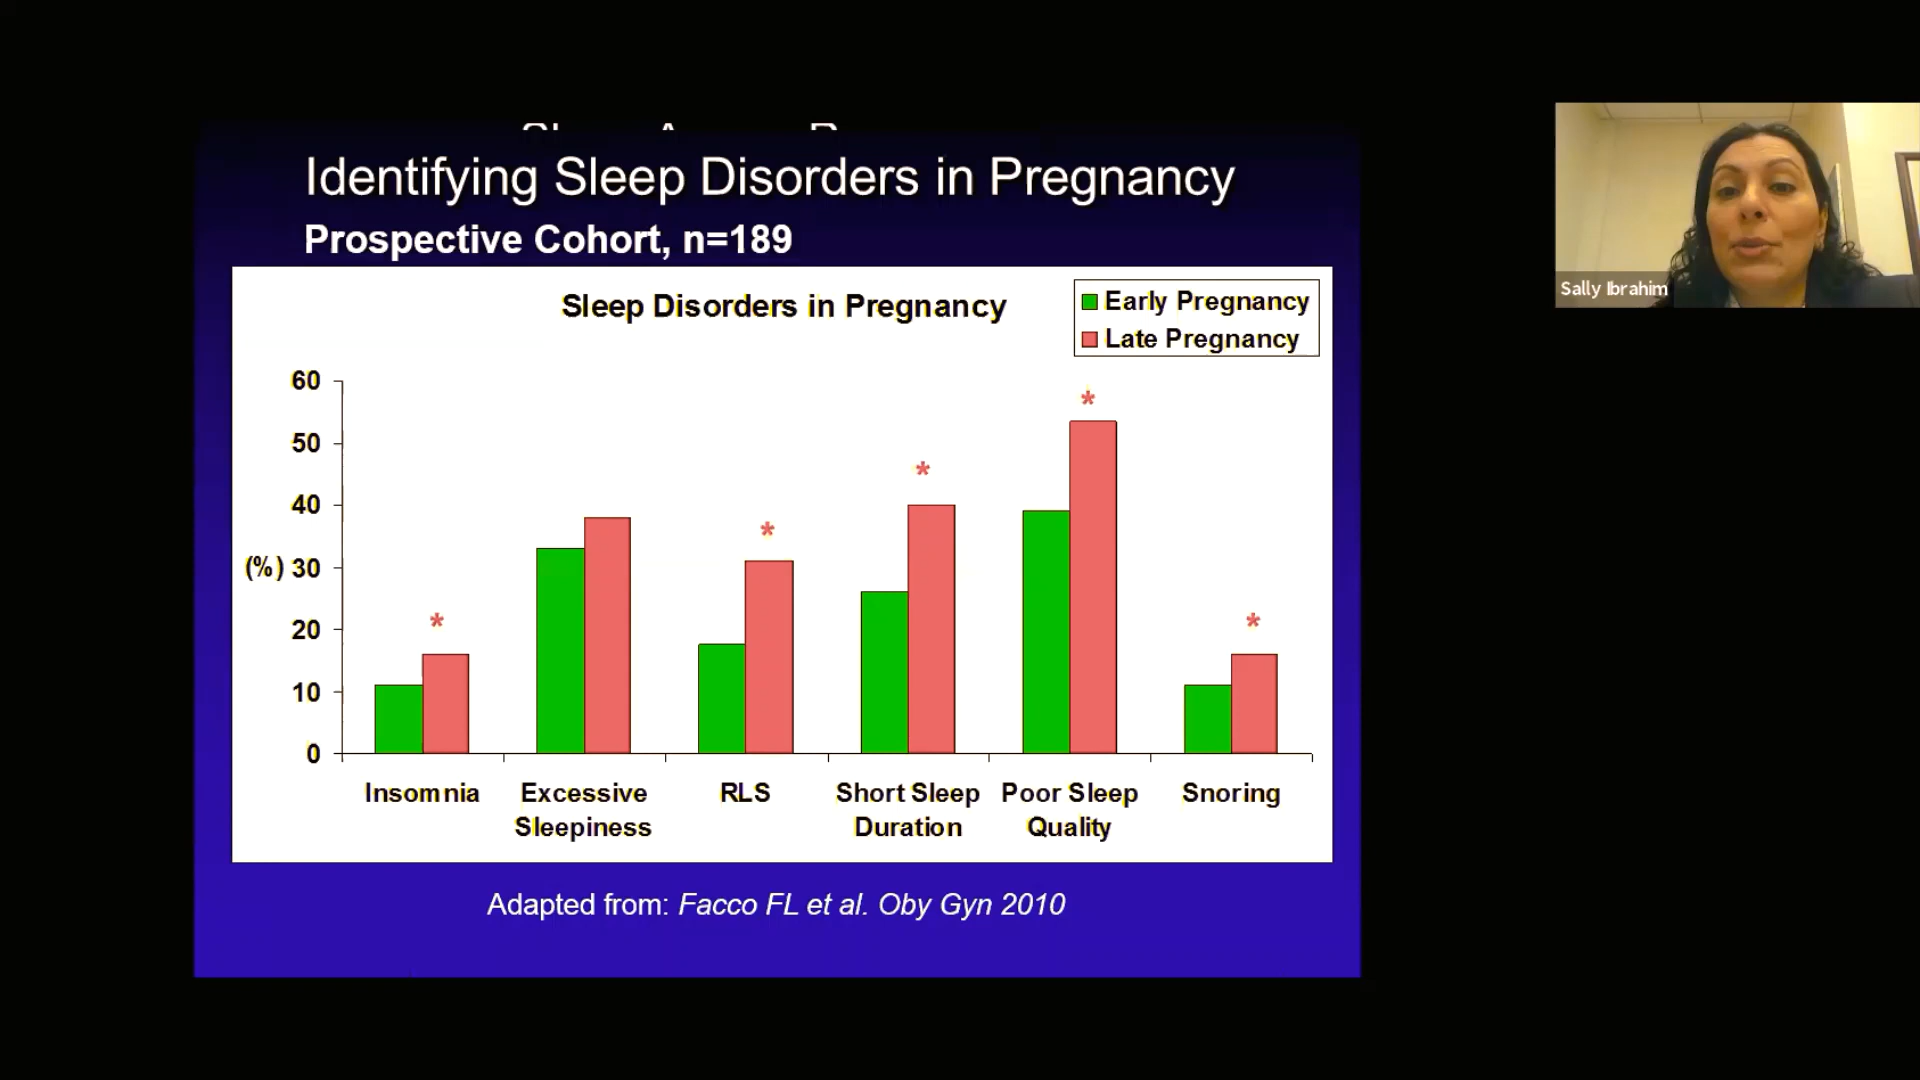 Identifying Sleep Disorders in Pregnancy
Prospective Cohort, n=189
Sleep Disorders in Pregnancy
Early Pregnancy
Late Pregnancy
60
50
40
(%) 30
20
10
0
*
*
*
*
*
Insomnia
Excessive Sleepiness
RLS
Short Sleep Duration
Poor Sleep Quality
Snoring
Adapted from: Facco FL et al. Oby Gyn 2010
Sally Ibrahim